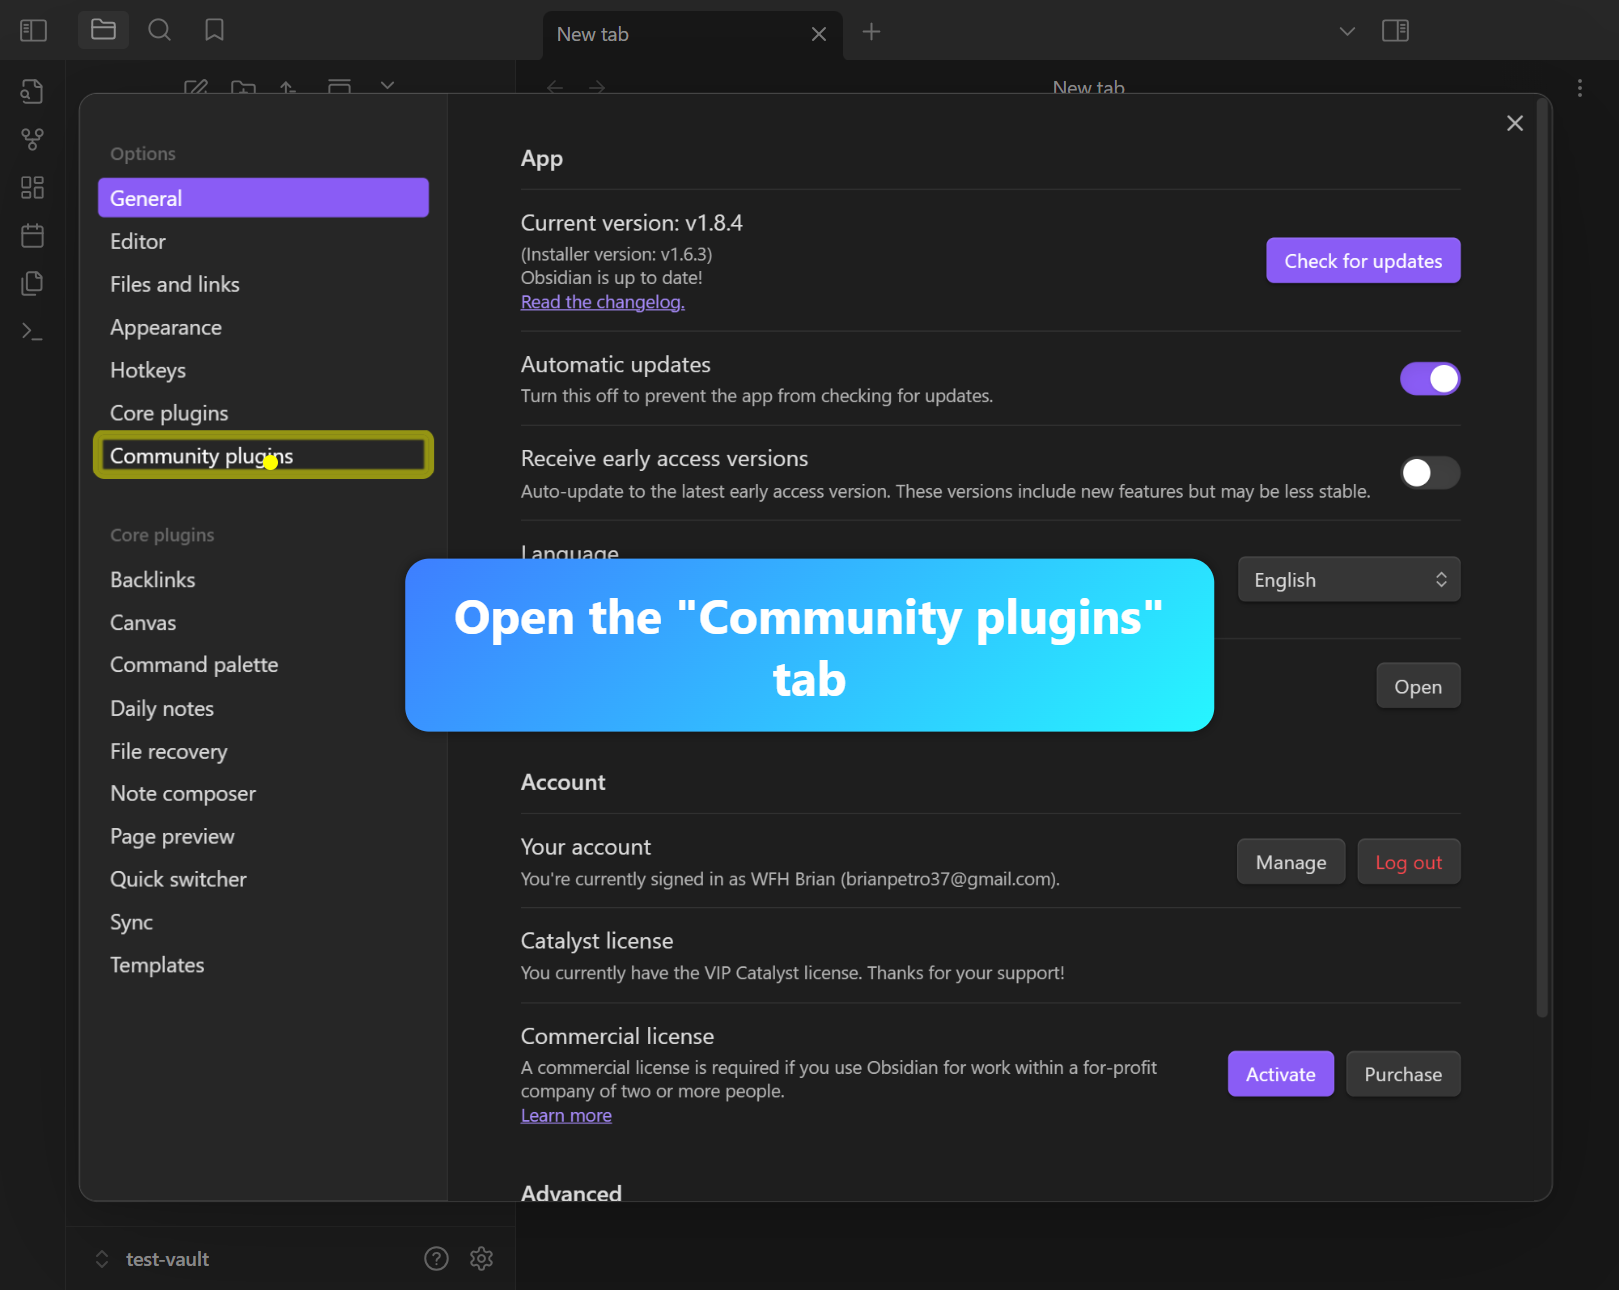 New tab
New tab
Options
General
Editor
Files and links
Appearance
Hotkeys
Core plugins
Community plugins
Core plugins
Backlinks
Canvas
Command palette
Daily notes
File recovery
Note composer
Page preview
Quick switcher
Sync
Templates
App
Current version: v1.8.4
(Installer version: v1.6.3)
Obsidian is up to date!
Read the changelog.
Check for updates
Automatic updates
Turn this off to prevent the app from checking for updates.
Receive early access versions
Auto-update to the latest early access version. These versions include new features but may be less stable.
Language
English
Open the "Community plugins"
tab
Open
Account
Your account
You're currently signed in as WFH Brian (brianpetro37@gmail.com).
Manage
Log out
Catalyst license
You currently have the VIP Catalyst license. Thanks for your support!
Commercial license
A commercial license is required if you use Obsidian for work within a for-profit
company of two or more people.
Learn more
Activate
Purchase
Advanced
test-vault